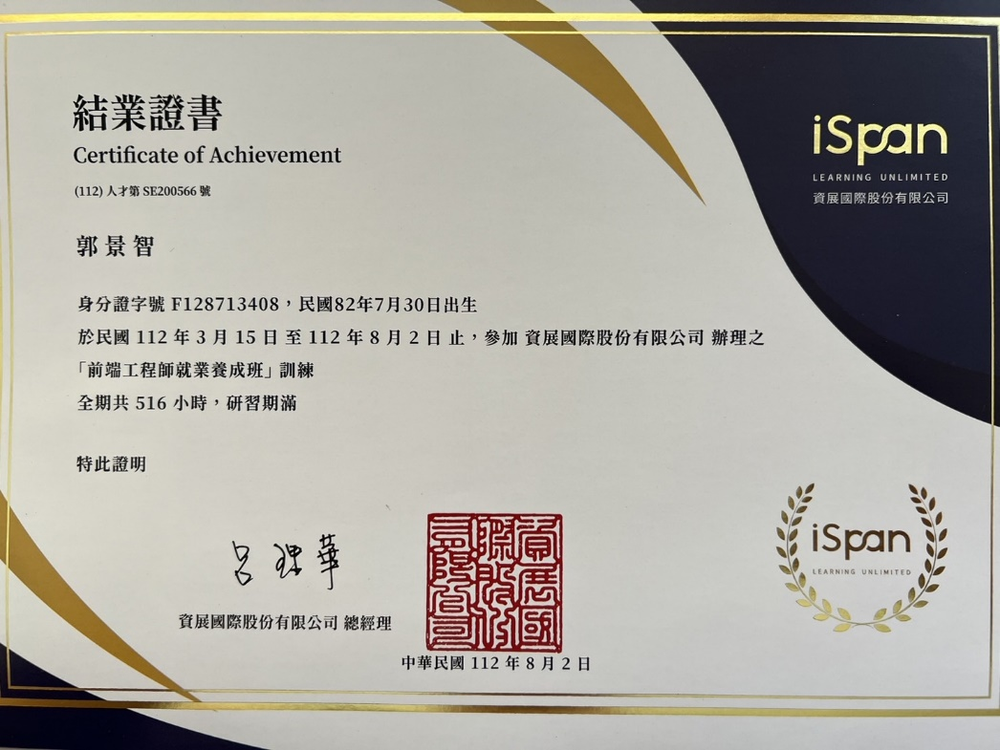 結業證書
Certificate of Achievement
(112) 人才第 SE200566 號
郭景智
身分證字號 F128713408，民國82年7月30日出生
於民國 112 年 3 月 15 日 至 112 年 8 月 2 日 止，參加 資展國際股份有限公司 辦理之
「前端工程師就業養成班」訓練
全期共 516 小時，研習期滿
特此證明
iSpan
LEARNING UNLIMITED
資展國際股份有限公司
資展國際股份有限公司 總經理
中華民國 112 年 8 月 2 日
iSpan
LEARNING UNLIMITED